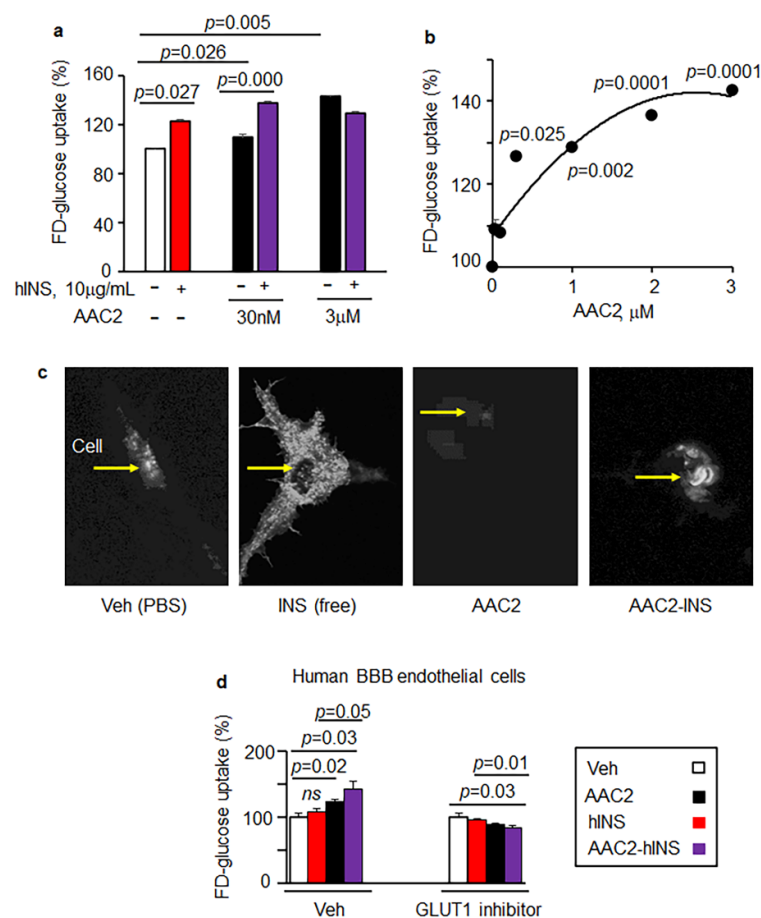 a
p=0.005
p=0.026
p=0.027
p=0.000
FD-glucose uptake (%)
160
120
80
40
0
hINS, 10µg/mL - + - + - +
AAC2 - - 30nM 3µM
b
FD-glucose uptake (%)
140
120
100
p=0.025
p=0.002
p=0.0001
p=0.0001
0 1 2 3
AAC2, µM
c
Cell
Veh (PBS)
INS (free)
AAC2
AAC2-INS
d
Human BBB endothelial cells
FD-glucose uptake (%)
200
100
0
p=0.05
p=0.03
p=0.02
ns
p=0.01
p=0.03
Veh
GLUT1 inhibitor
Veh
AAC2
hINS
AAC2-hINS